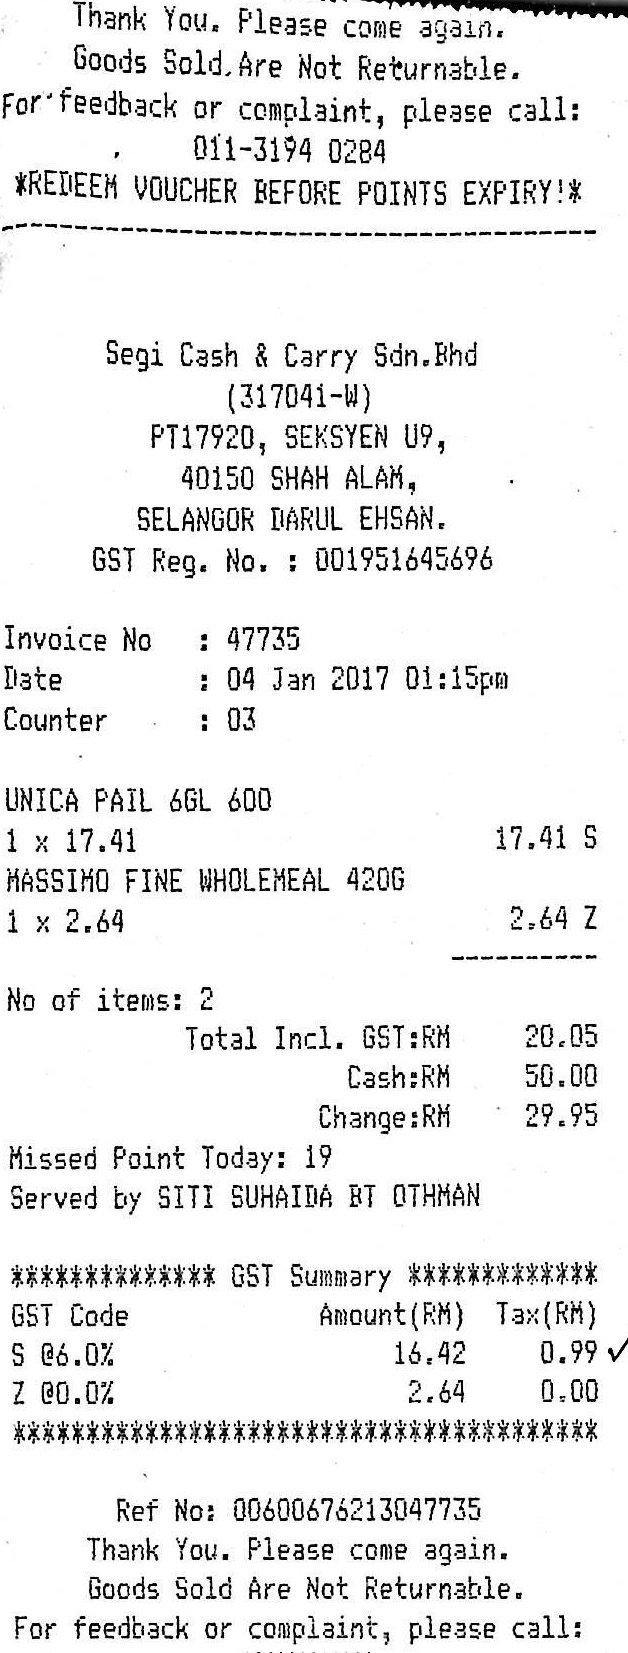 Thank You. Please come again.
Goods Sold Are Not Returnable.
For feedback or complaint, please call:
011-3194 0284
*REDEEM VOUCHER BEFORE POINTS EXPIRY!*
----------------------------------------
Segi Cash & Carry Sdn.Bhd
(317041-W)
PT17920, SEKSYEN U9,
40150 SHAH ALAM,
SELANGOR DARUL EHSAN.
GST Reg. No. : 001951645696
Invoice No : 47735
Date : 04 Jan 2017 01:15pm
Counter : 03
UNICA PAIL 6GL 600
1 x 17.41 17.41 S
MASSIMO FINE WHOLEMEAL 420G
1 x 2.64 2.64 Z
----------
No of items: 2
Total Incl. GST:RM 20.05
Cash:RM 50.00
Change:RM 29.95
Missed Point Today: 19
Served by SITI SUHAIDA BT OTHMAN
************** GST Summary *************
GST Code Amount(RM) Tax(RM)
S @6.0% 16.42 0.99 ✓
Z @0.0% 2.64 0.00
****************************************
Ref No: 00600676213047735
Thank You. Please come again.
Goods Sold Are Not Returnable.
For feedback or complaint, please call: